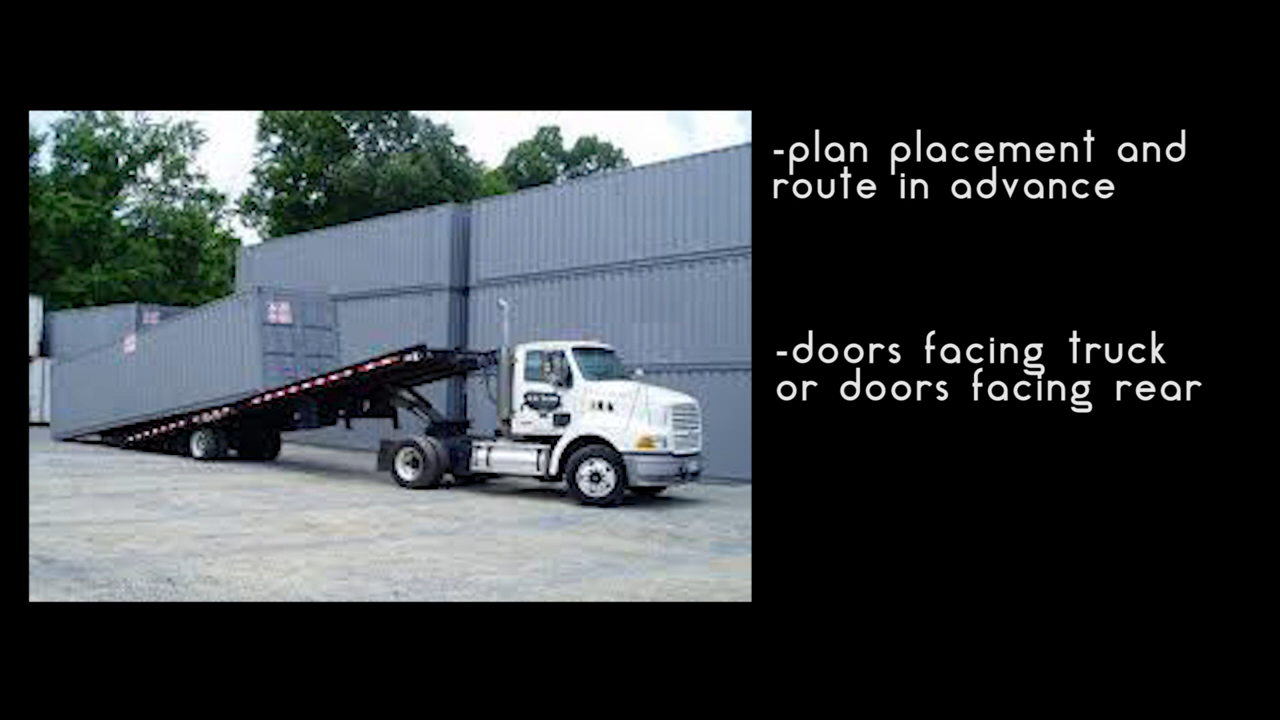 -plan placement and
route in advance
-doors facing truck
or doors facing rear